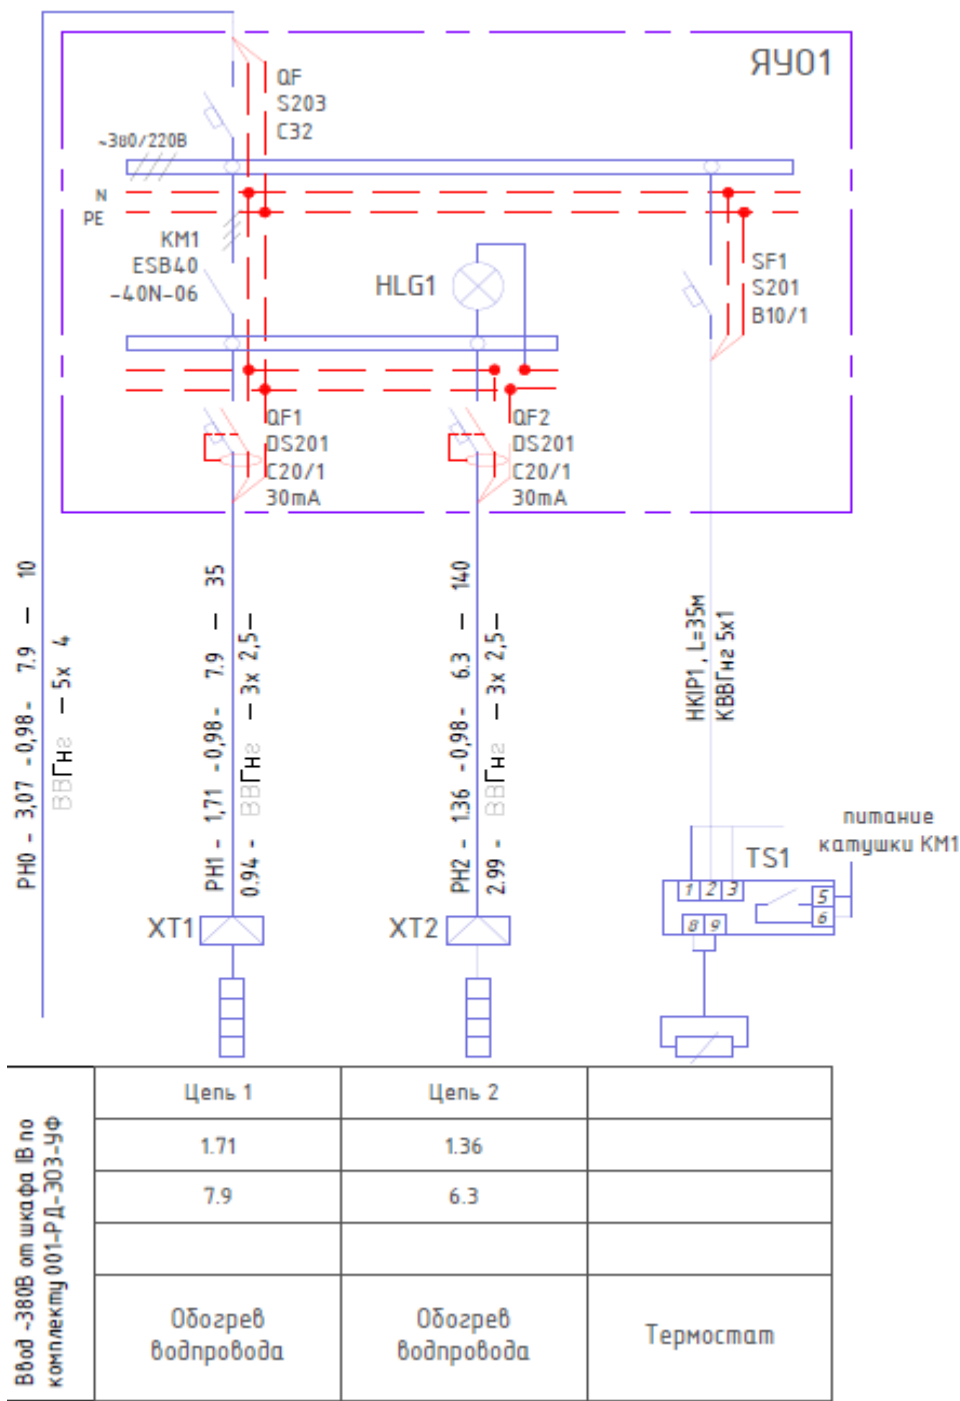 ЯУО1
QF
S203
C32
~380/220В
N
PE
KM1
ESB40
-40N-06
HLG1
SF1
S201
B10/1
QF1
DS201
C20/1
30mA
QF2
DS201
C20/1
30mA
РН0 - 3,07 -0,98- 7.9 — 10
ВВГнг — 5х 4
РН1 - 1,71 -0,98- 7.9 — 35
0.94 - ВВГнг — 3х 2,5—
РН2 - 1.36 -0,98- 6.3 — 140
2.99 - ВВГнг — 3х 2,5—
НКIP1, L=35м
КВВГнг 5х1
питание
катушки КМ1
TS1
1 2 3
5
6
8 9
XT1
XT2
Ввод ~380В от шкафа IВ по
комплекту 001-РД-ЭОЗ-УФ
Цепь 1
Цепь 2
1.71
1.36
7.9
6.3
Обогрев
водпровода
Обогрев
водпровода
Термостат